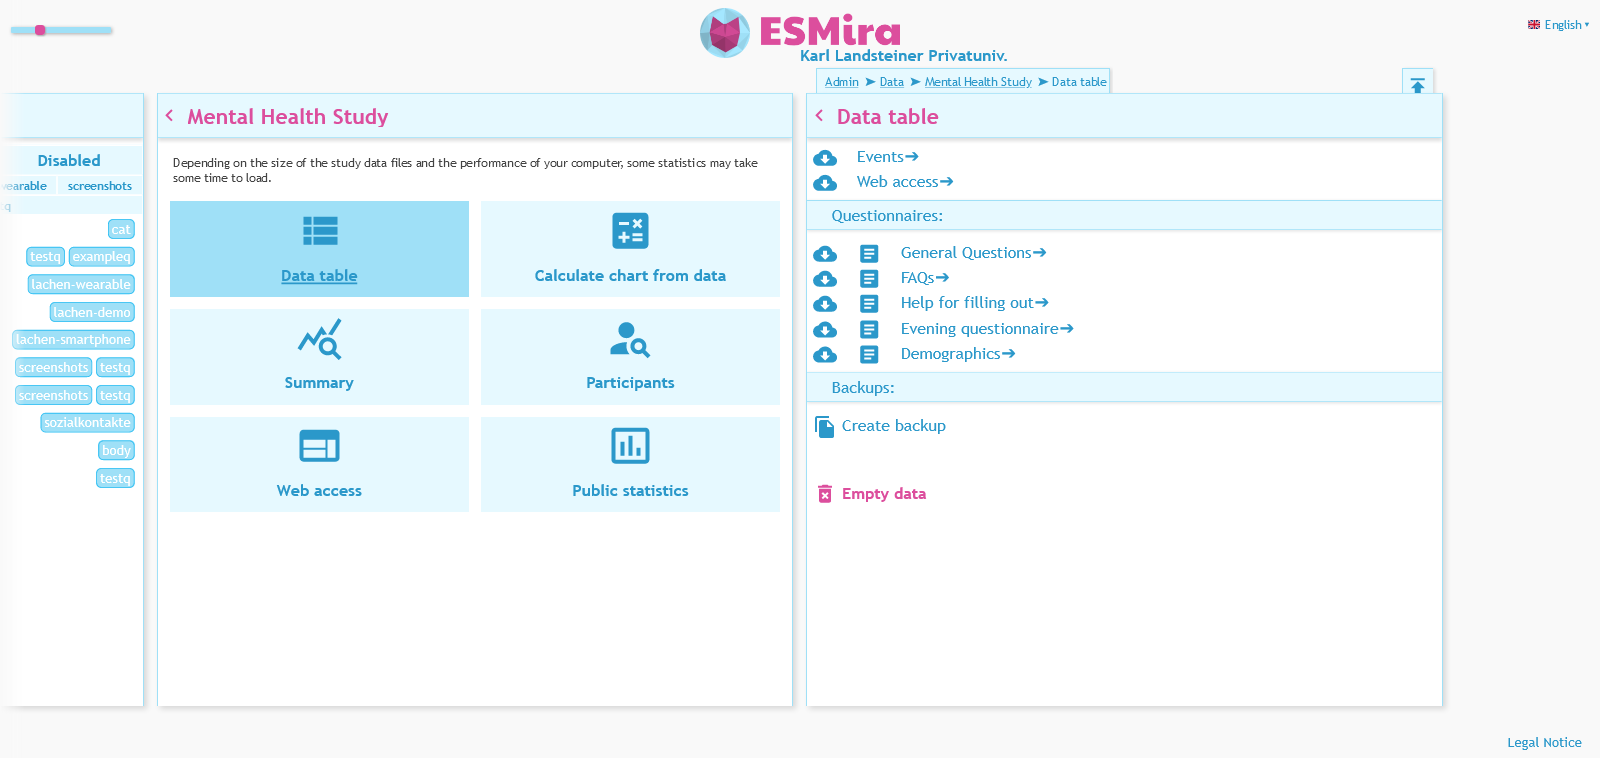 ESMira
Karl Landsteiner Privatuniv.
English ▾
Admin ➤ Data ➤ Mental Health Study ➤ Data table
Disabled
screenshots
q
cat
testq exampleq
lachen-wearable
lachen-demo
lachen-smartphone
screenshots testq
screenshots testq
sozialkontakte
body
testq
Mental Health Study
Depending on the size of the study data files and the performance of your computer, some statistics may take
some time to load.
Data table
Calculate chart from data
Summary
Participants
Web access
Public statistics
Data table
Events➔
Web access➔
Questionnaires:
General Questions➔
FAQs➔
Help for filling out➔
Evening questionnaire➔
Demographics➔
Backups:
Create backup
Empty data
Legal Notice